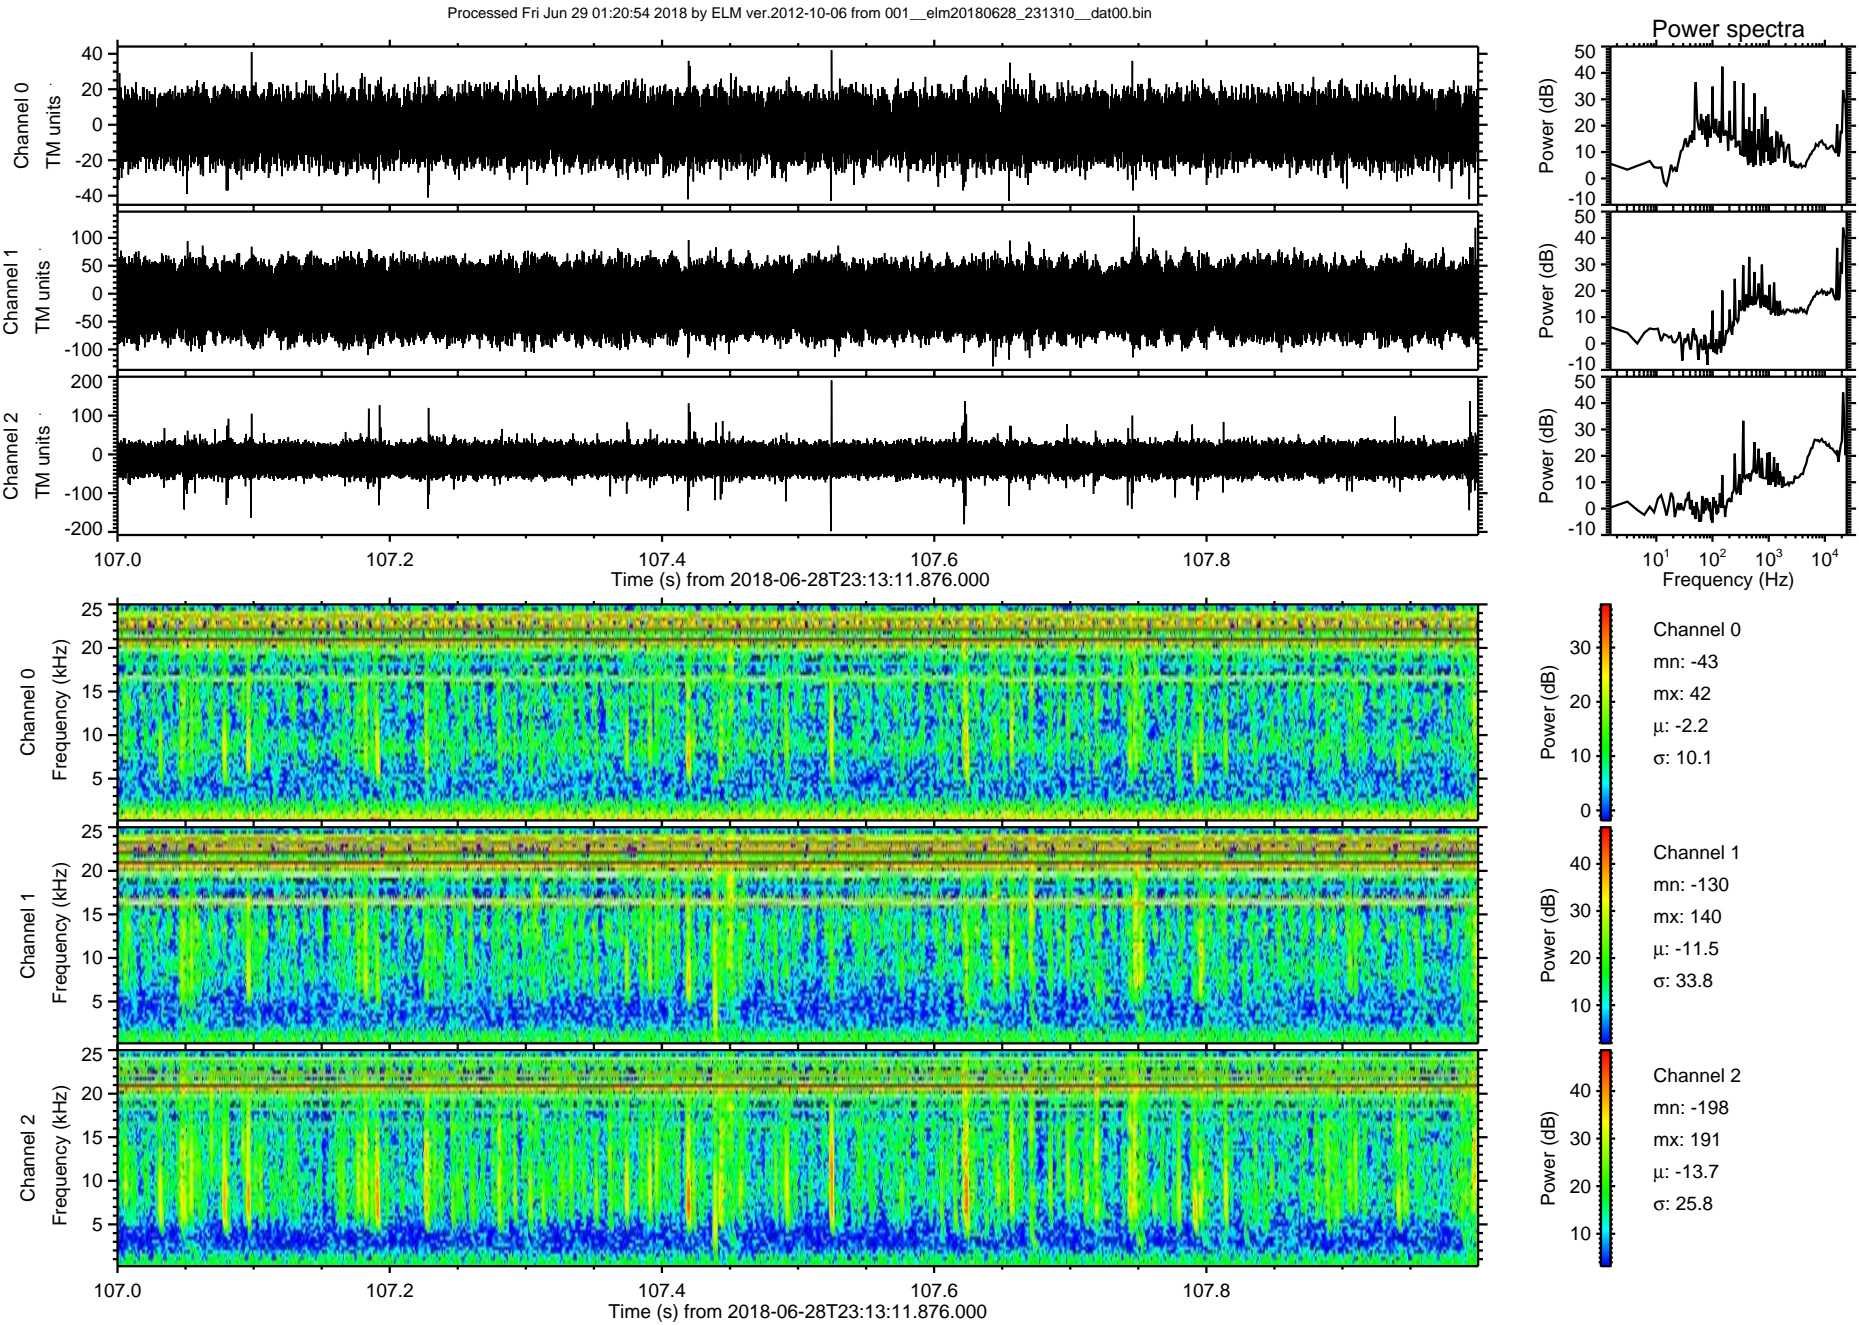 Processed Fri Jun 29 01:20:54 2018 by ELM ver.2012-10-06 from 001__elm20180628_231310__dat00.bin
Power spectra
Channel 0
TM units
40
20
0
-20
-40
Power (dB)
50
40
30
20
10
0
-10
Channel 1
TM units
100
50
0
-50
-100
Power (dB)
50
40
30
20
10
0
-10
Channel 2
TM units
200
100
0
-100
-200
Power (dB)
50
40
30
20
10
0
-10
107.0 107.2 107.4 107.6 107.8
Time (s) from 2018-06-28T23:13:11.876.000
10^1 10^2 10^3 10^4
Frequency (Hz)
Channel 0
Frequency (kHz)
25
20
15
10
5
Power (dB)
30
20
10
0
Channel 0
mn: -43
mx: 42
μ: -2.2
σ: 10.1
Channel 1
Frequency (kHz)
25
20
15
10
5
Power (dB)
40
30
20
10
Channel 1
mn: -130
mx: 140
μ: -11.5
σ: 33.8
Channel 2
Frequency (kHz)
25
20
15
10
5
Power (dB)
40
30
20
10
Channel 2
mn: -198
mx: 191
μ: -13.7
σ: 25.8
107.0 107.2 107.4 107.6 107.8
Time (s) from 2018-06-28T23:13:11.876.000